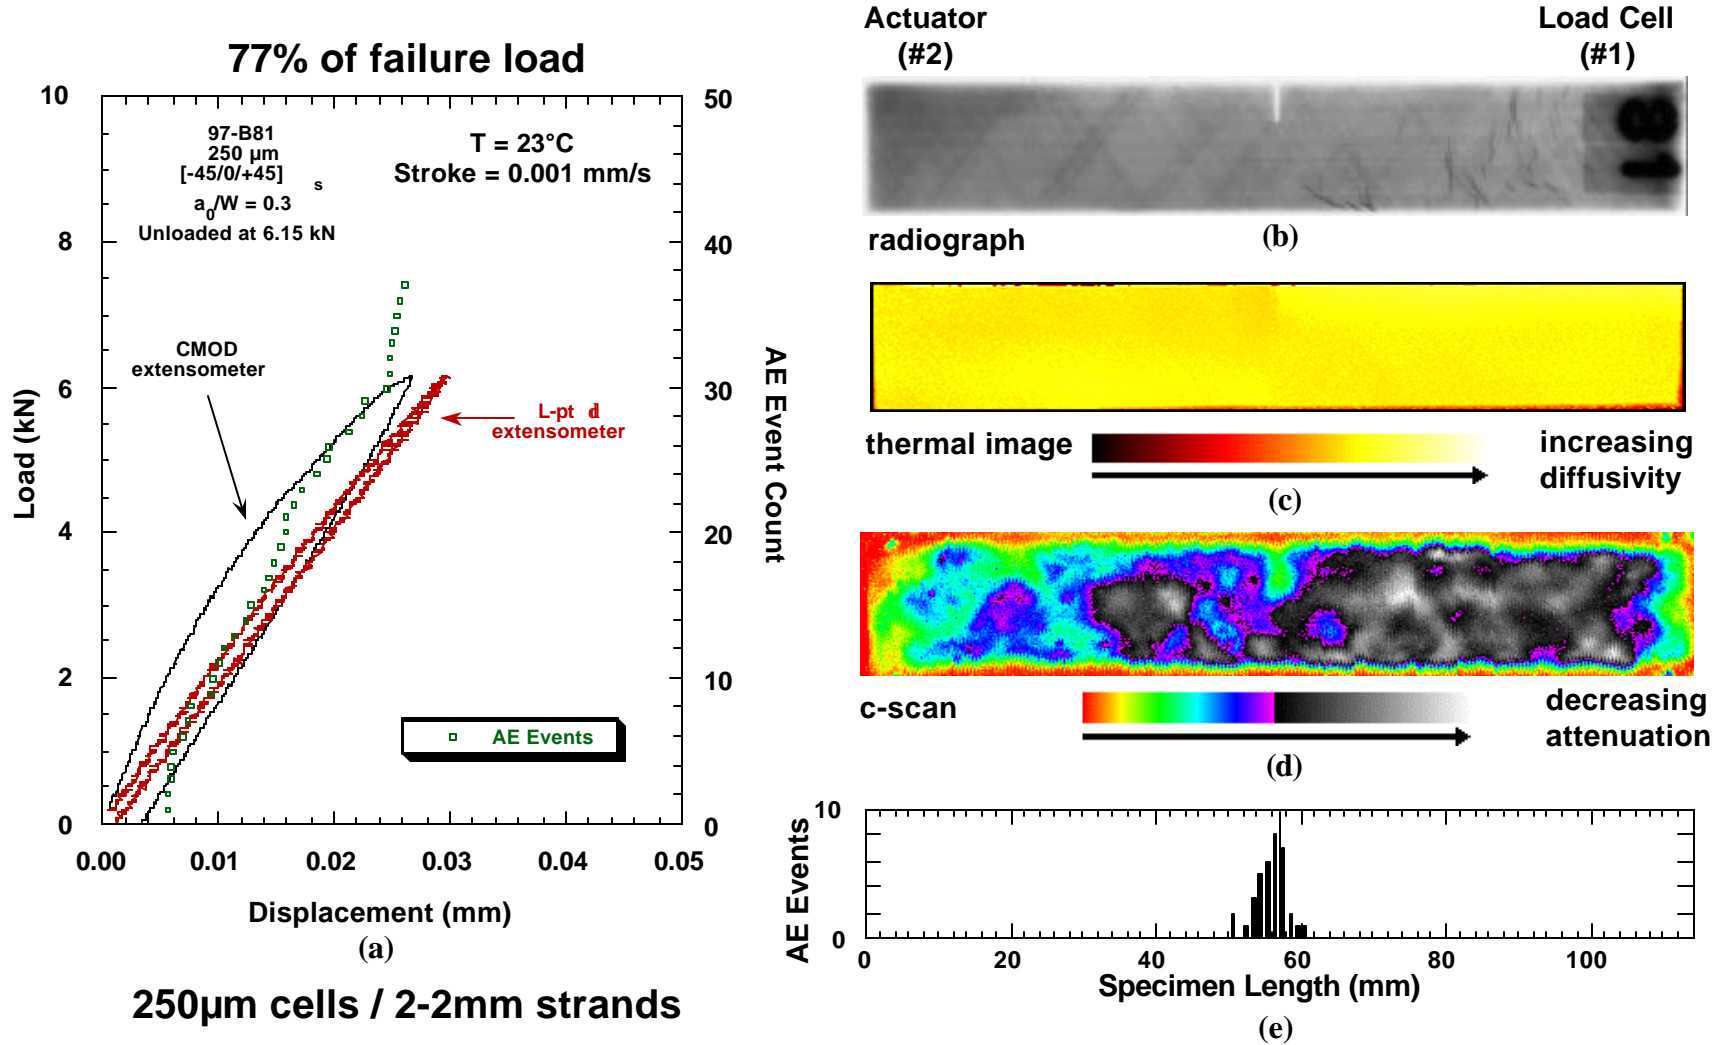 77% of failure load
10
8
6
4
2
0
Load (kN)
97-B81
250 µm
[-45/0/+45]
s
a0/W = 0.3
Unloaded at 6.15 kN
T = 23°C
Stroke = 0.001 mm/s
CMOD
extensometer
L-pt d
extensometer
AE Events
50
40
30
20
10
0
AE Event Count
0.00 0.01 0.02 0.03 0.04 0.05
Displacement (mm)
(a)
250µm cells / 2-2mm strands
Actuator
(#2)
Load Cell
(#1)
radiograph
(b)
thermal image
increasing
diffusivity
(c)
c-scan
decreasing
attenuation
(d)
10
0
AE Events
0 20 40 60 80 100
Specimen Length (mm)
(e)